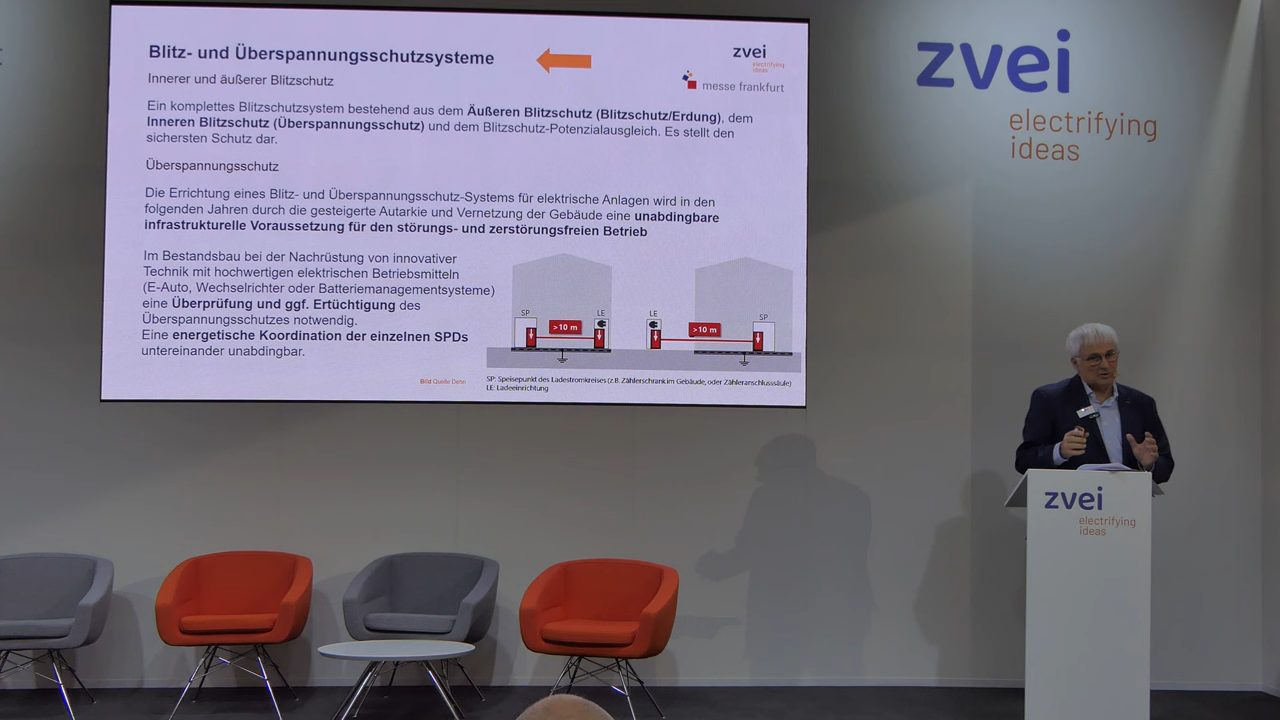 Blitz- und Überspannungsschutzsysteme
zvei
electrifying
ideas
messe frankfurt
Innerer und äußerer Blitzschutz
Ein komplettes Blitzschutzsystem bestehend aus dem Äußeren Blitzschutz (Blitzschutz/Erdung), dem
Inneren Blitzschutz (Überspannungsschutz) und dem Blitzschutz-Potenzialausgleich. Es stellt den
sichersten Schutz dar.
Überspannungsschutz
Die Errichtung eines Blitz- und Überspannungsschutz-Systems für elektrische Anlagen wird in den
folgenden Jahren durch die gesteigerte Autarkie und Vernetzung der Gebäude eine unabdingbare
infrastrukturelle Voraussetzung für den störungs- und zerstörungsfreien Betrieb
Im Bestandsbau bei der Nachrüstung von innovativer
Technik mit hochwertigen elektrischen Betriebsmitteln
(E-Auto, Wechselrichter oder Batteriemanagementsysteme)
eine Überprüfung und ggf. Ertüchtigung des
Überspannungsschutzes notwendig.
Eine energetische Koordination der einzelnen SPDs
untereinander unabdingbar.
SP
>10 m
LE
LE
>10 m
SP
Bild Quelle Dehn
SP: Speisepunkt des Ladestromkreises (z.B. Zählerschrank im Gebäude, oder Zähleranschlusssäule)
LE: Ladeeinrichtung
zvei
electrifying
ideas
zvei
electrifying
ideas